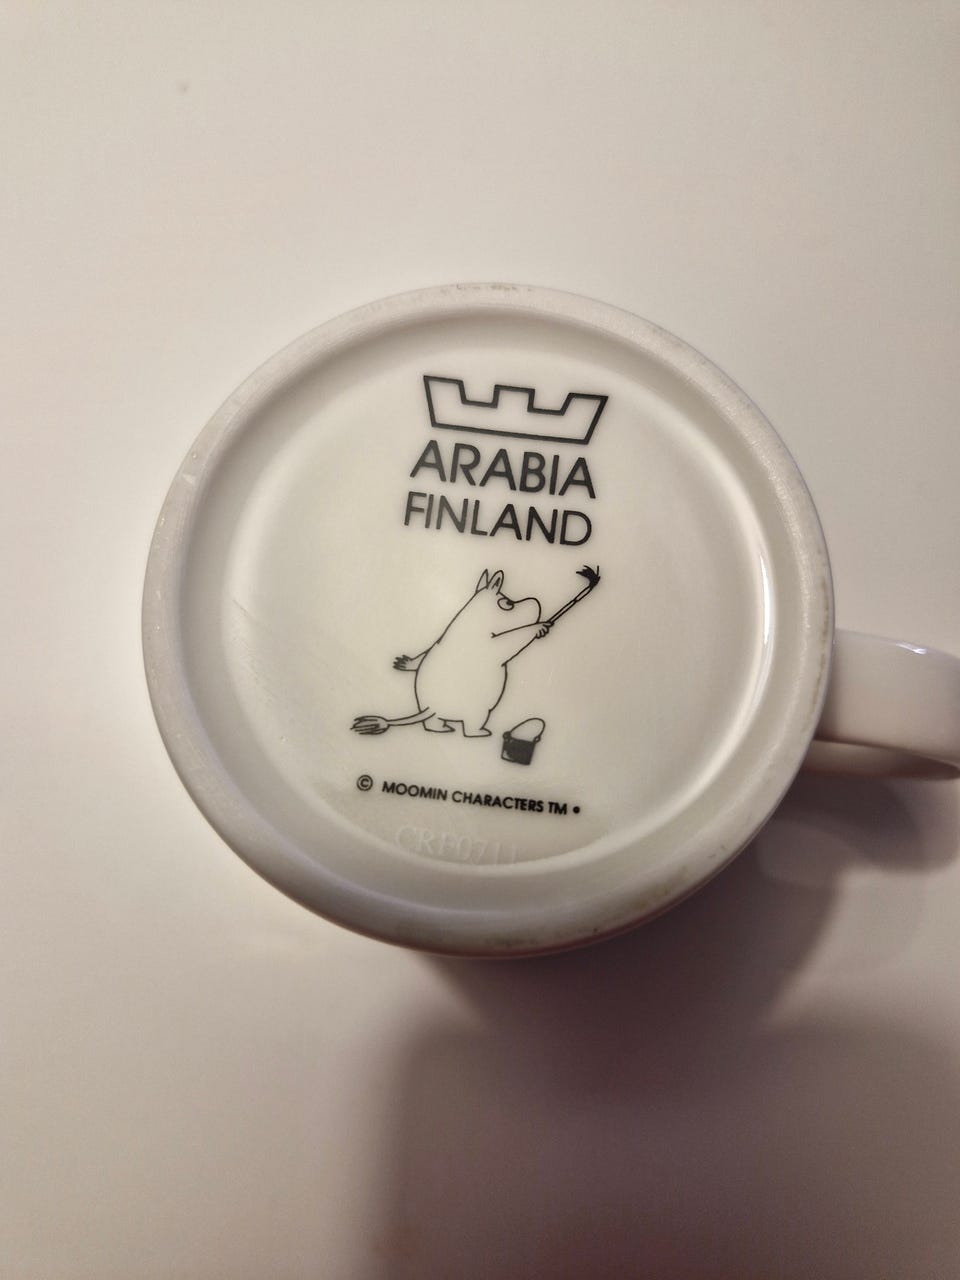 ARABIA
FINLAND
© MOOMIN CHARACTERS TM •